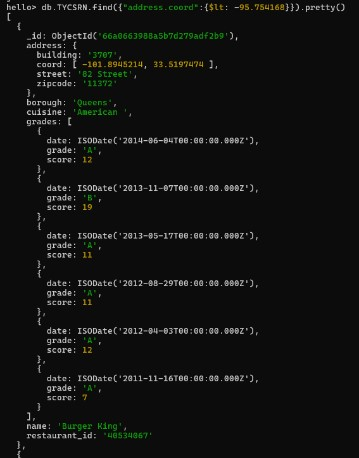 hello> db.TYCSRN.find({"address.coord":{$lt: -95.754168}}).pretty()
[
  {
    _id: ObjectId('66a0663988a5b7d279adf2b9'),
    address: {
      building: '3707',
      coord: [ -101.8945214, 33.5197474 ],
      street: '82 Street',
      zipcode: '11372'
    },
    borough: 'Queens',
    cuisine: 'American ',
    grades: [
      {
        date: ISODate('2014-06-04T00:00:00.000Z'),
        grade: 'A',
        score: 12
      },
      {
        date: ISODate('2013-11-07T00:00:00.000Z'),
        grade: 'B',
        score: 19
      },
      {
        date: ISODate('2013-05-17T00:00:00.000Z'),
        grade: 'A',
        score: 11
      },
      {
        date: ISODate('2012-08-29T00:00:00.000Z'),
        grade: 'A',
        score: 11
      },
      {
        date: ISODate('2012-04-03T00:00:00.000Z'),
        grade: 'A',
        score: 12
      },
      {
        date: ISODate('2011-11-16T00:00:00.000Z'),
        grade: 'A',
        score: 7
      }
    ],
    name: 'Burger King',
    restaurant_id: '40534067'
  },
  {